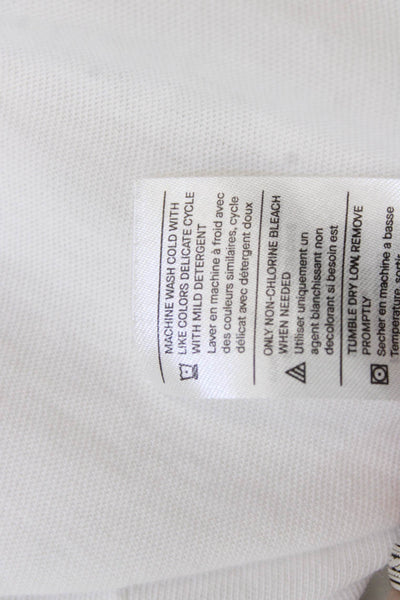 MACHINE WASH COLD WITH
LIKE COLORS DELICATE CYCLE
WITH MILD DETERGENT
Laver en machine à froid avec
des couleurs similaires, cycle
délicat avec détergent doux
ONLY NON-CHLORINE BLEACH
WHEN NEEDED
Utiliser uniquement un
agent blanchissant non
decolorant si besoin est
TUMBLE DRY LOW, REMOVE
PROMPTLY
Secher en machine a basse
Temperature, sortir